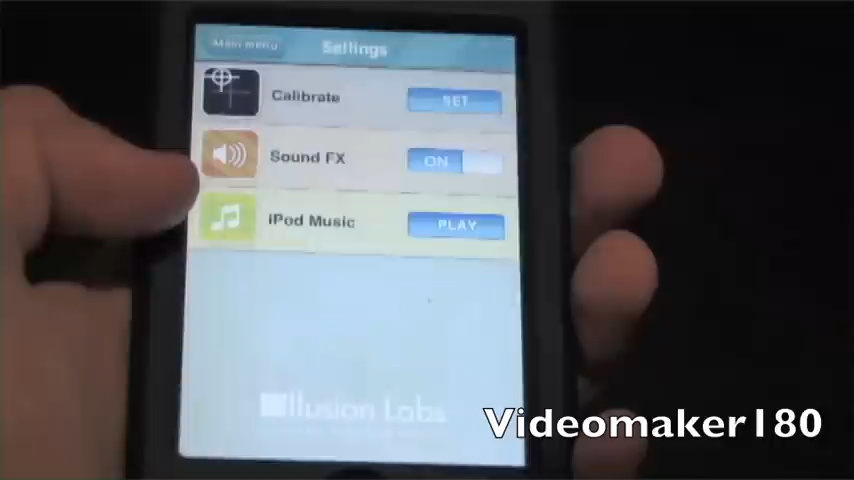 Main menu
Settings
Calibrate
SET
Sound FX
ON
iPod Music
PLAY
Illusion Labs
Videomaker180